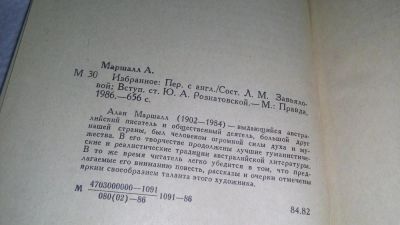 Маршалл А.
М 30 Избранное: Пер. с англ./Сост. Л. М. Завьяло-
вой; Вступ. ст. Ю. А. Рознатовской.— М.: Правда,
1986.—656 с.
Алан Маршалл (1902—1984) — выдающийся австра-
лийский писатель и общественный деятель, большой друг
нашей страны, был человеком огромной силы духа и му-
жества. В его творчестве продолжены лучшие гуманистиче-
ские и реалистические традиции австралийской литературы.
В то же время читатель легко убедится в том, что пред-
лагаемые его вниманию повести, рассказы и очерки отмечены
ярким своеобразием таланта этого художника.
М 4703000000—1091 1091—86
080(02)—86
84.82